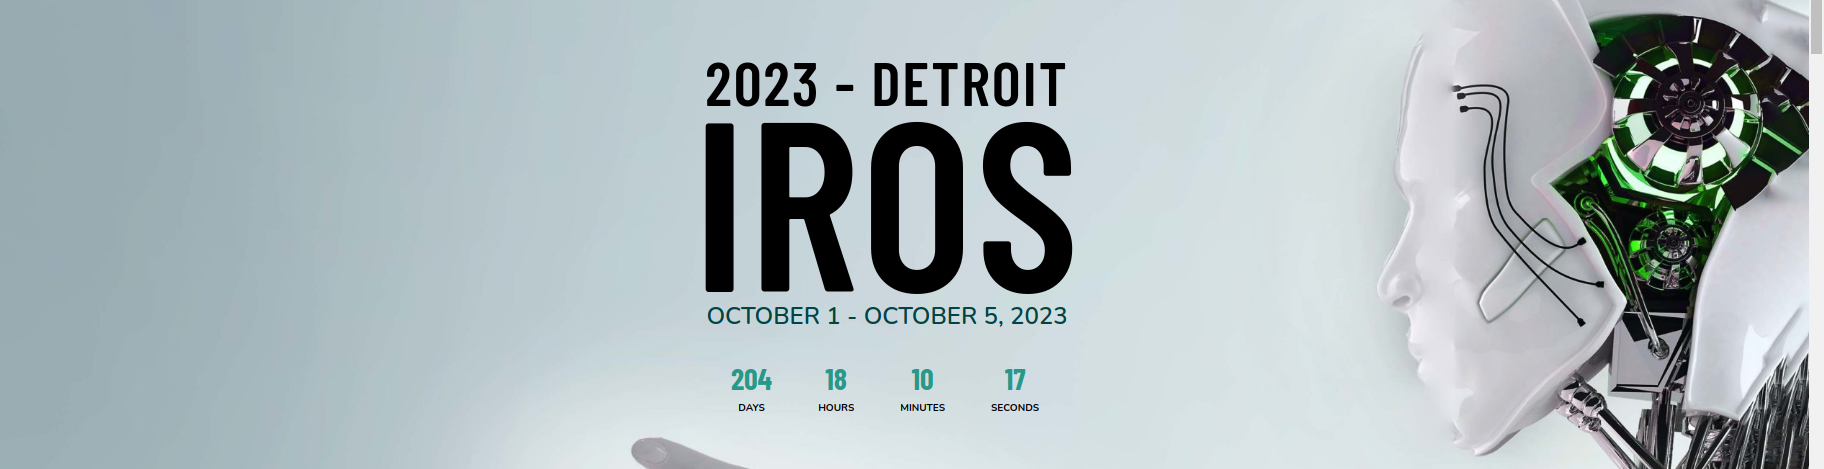 2023 - DETROIT
IROS
OCTOBER 1 - OCTOBER 5, 2023
204 18 10 17
DAYS HOURS MINUTES SECONDS